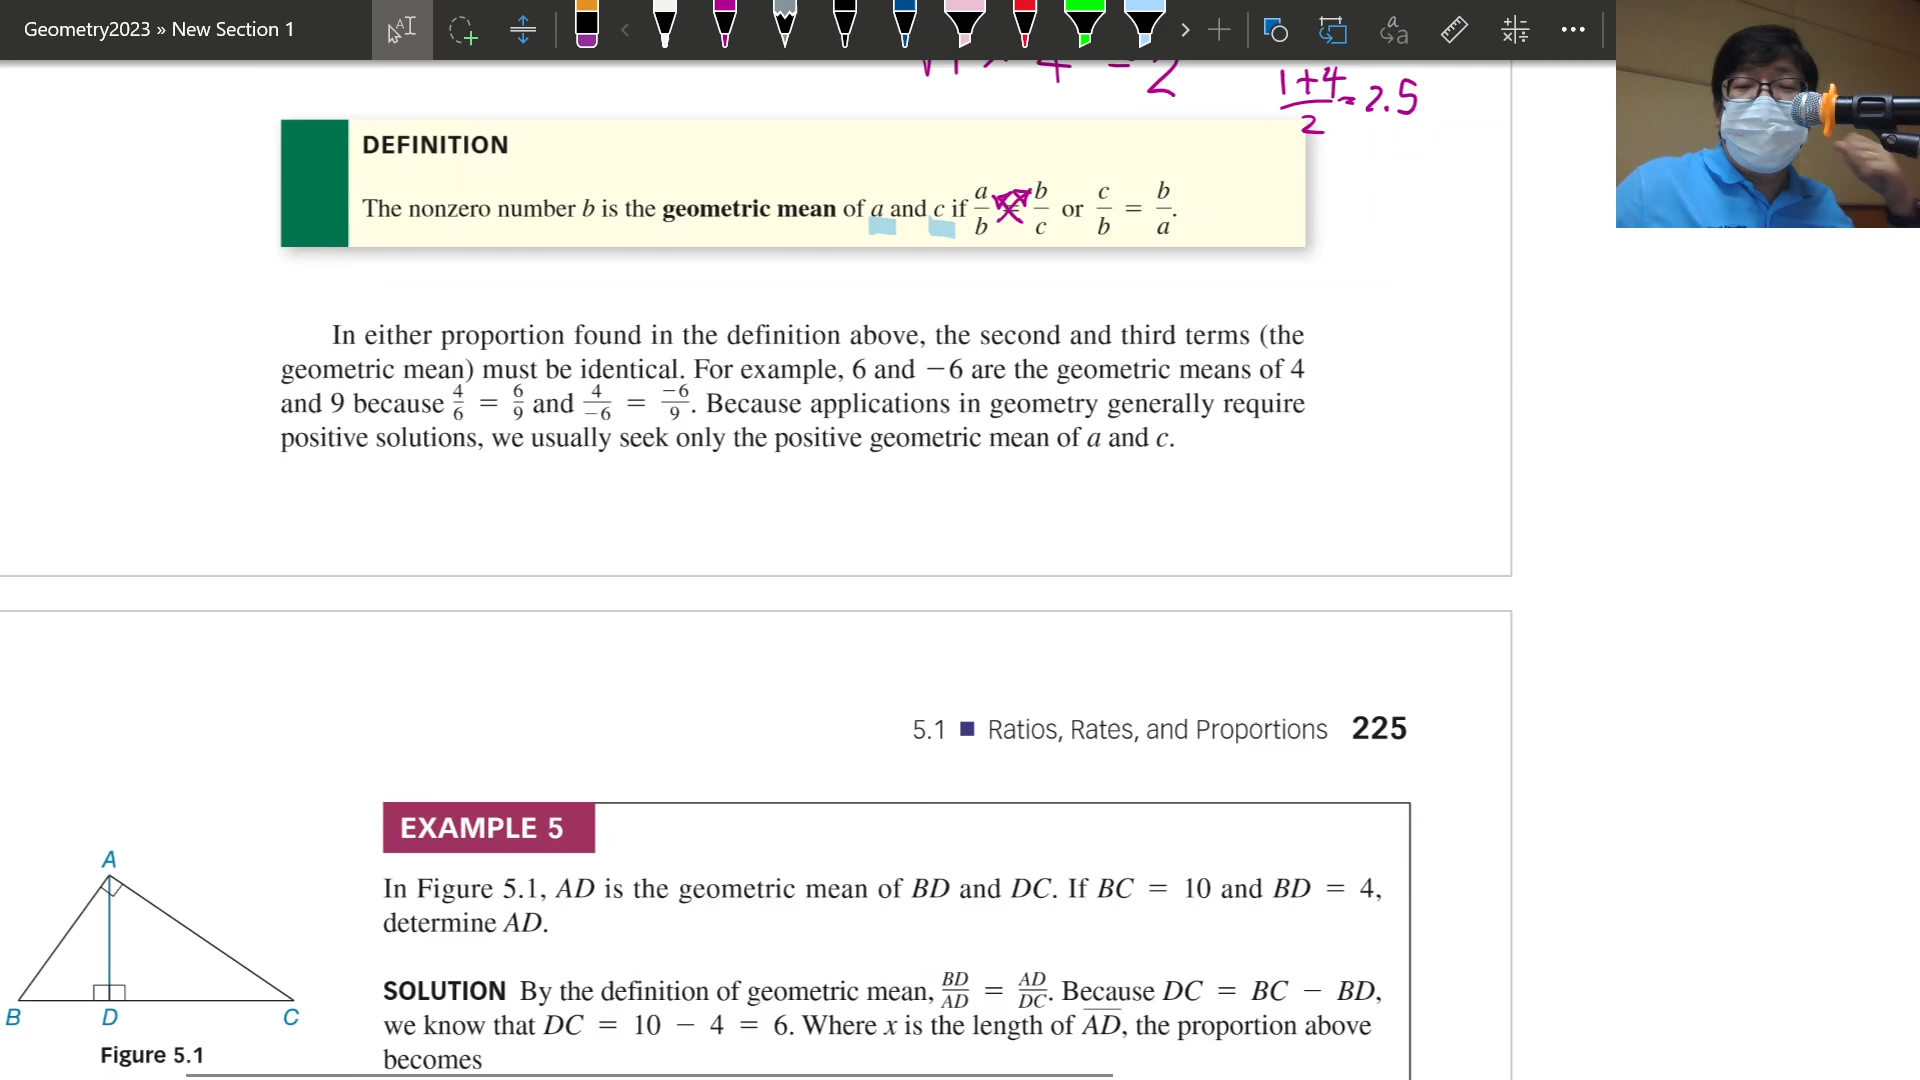 Geometry2023 » New Section 1
× 4 = 2
1+4
2
= 2.5
DEFINITION
The nonzero number b is the geometric mean of a and c if a/b = b/c or c/b = b/a.
In either proportion found in the definition above, the second and third terms (the
geometric mean) must be identical. For example, 6 and −6 are the geometric means of 4
and 9 because 4/6 = 6/9 and 4/−6 = −6/9. Because applications in geometry generally require
positive solutions, we usually seek only the positive geometric mean of a and c.
5.1 ■ Ratios, Rates, and Proportions 225
EXAMPLE 5
In Figure 5.1, AD is the geometric mean of BD and DC. If BC = 10 and BD = 4,
determine AD.
SOLUTION By the definition of geometric mean, BD/AD = AD/DC. Because DC = BC − BD,
we know that DC = 10 − 4 = 6. Where x is the length of A̅D̅, the proportion above
becomes
A
B
D
C
Figure 5.1